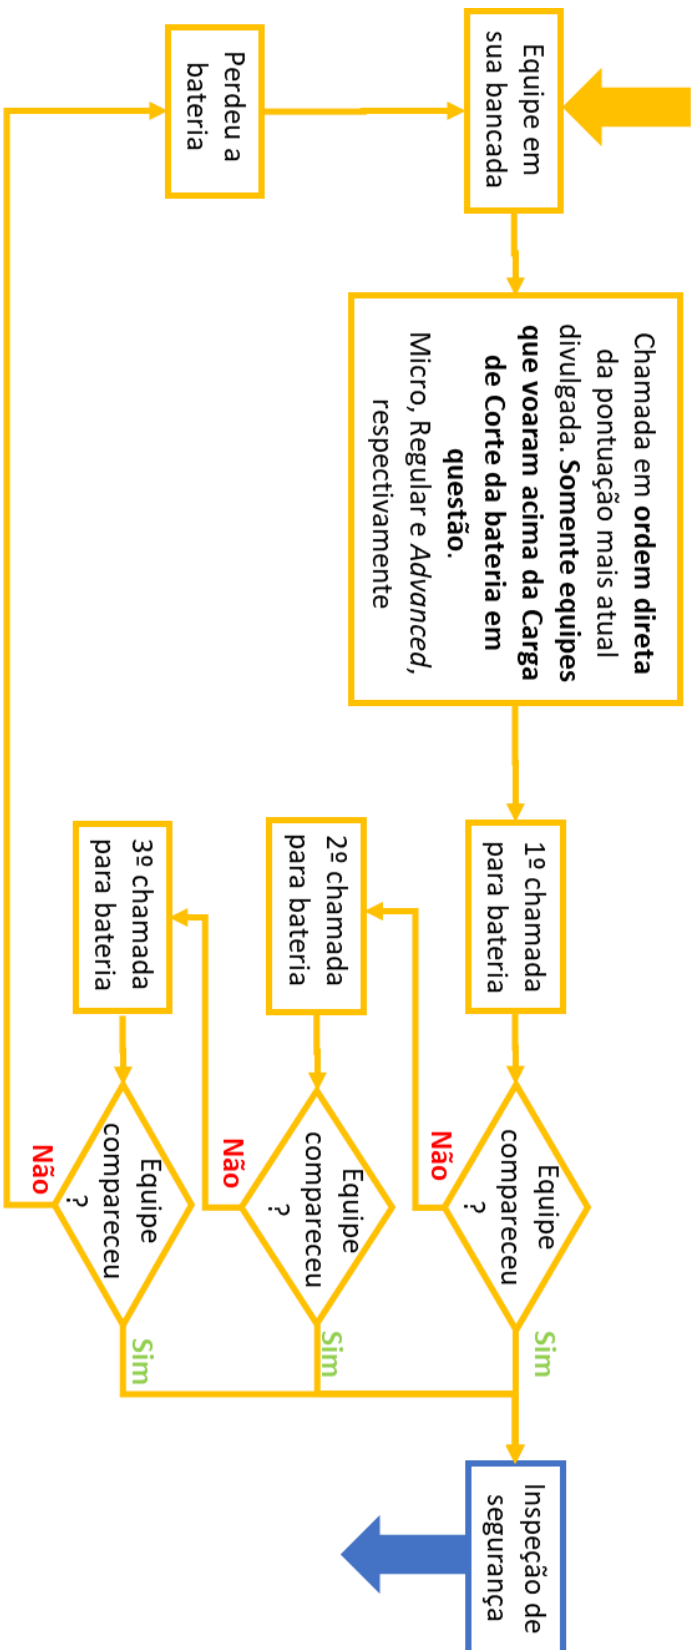 Equipe em
sua bancada
Chamada em ordem direta
da pontuação mais atual
divulgada. Somente equipes
que voaram acima da Carga
de Corte da bateria em
questão.
Micro, Regular e Advanced,
respectivamente
1º chamada
para bateria
Equipe
compareceu
?
Sim
Não
Inspeção de
segurança
2º chamada
para bateria
Equipe
compareceu
?
Sim
Não
3º chamada
para bateria
Equipe
compareceu
?
Sim
Não
Perdeu a
bateria